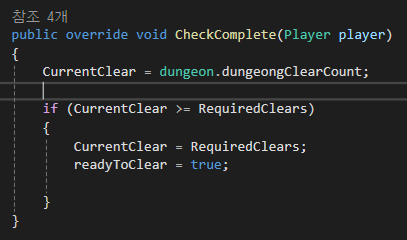 참조 4개
public override void CheckComplete(Player player)
{
CurrentClear = dungeon.dungeongClearCount;
if (CurrentClear >= RequiredClears)
{
CurrentClear = RequiredClears;
readyToClear = true;
}
}